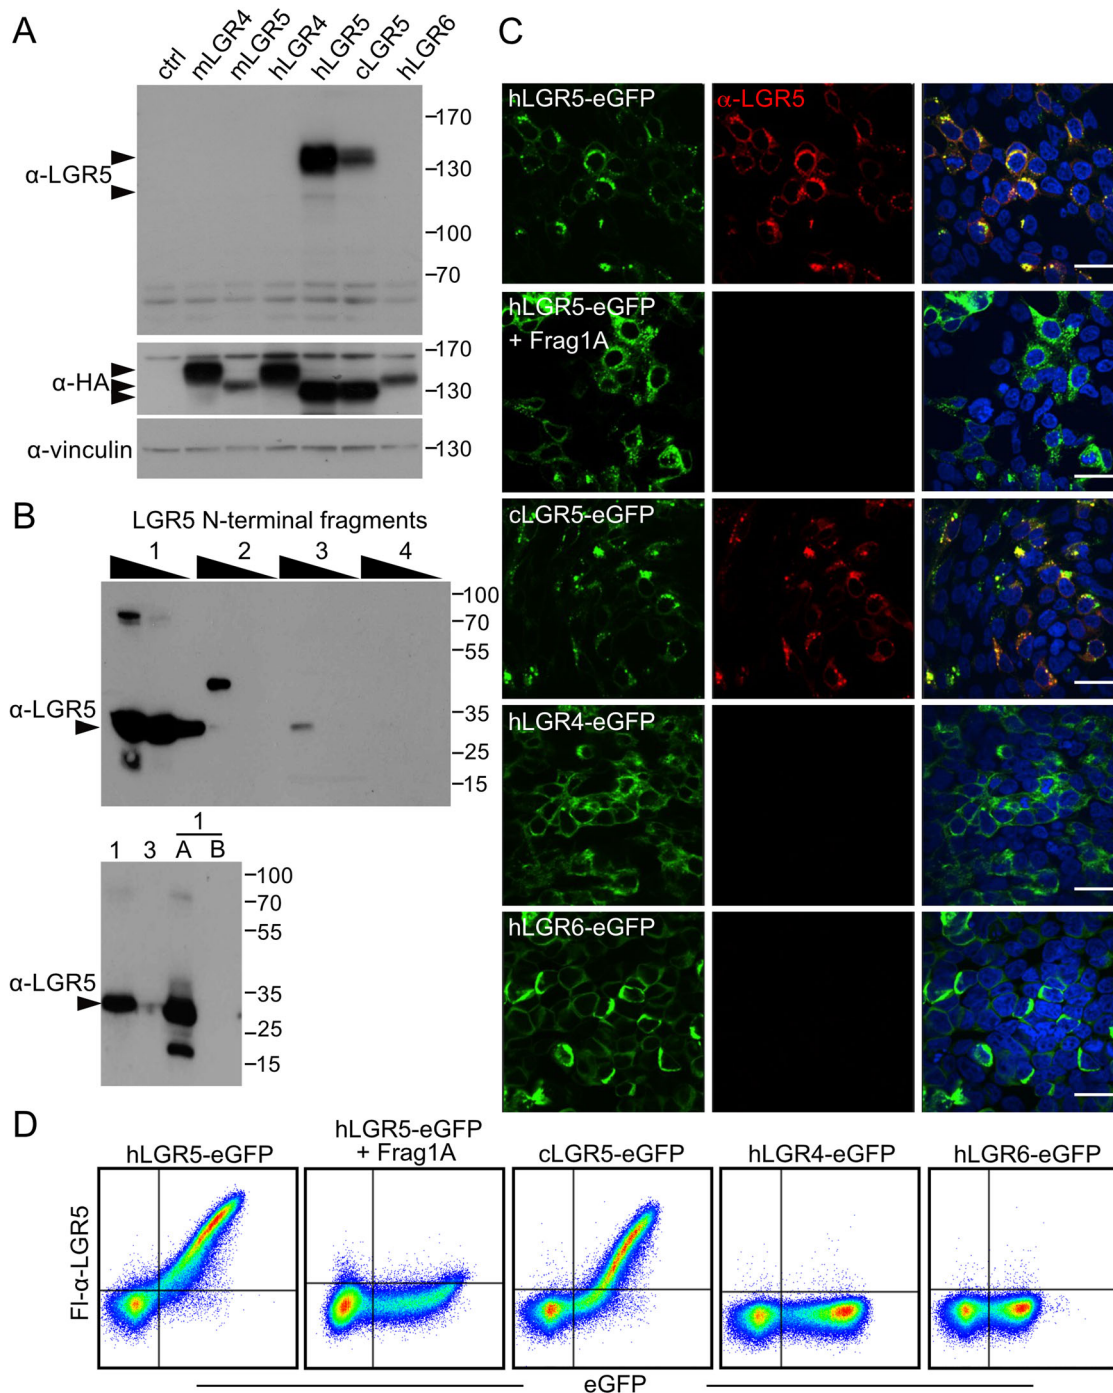 A
ctrl
mLGR4
mLGR5
hLGR4
hLGR5
cLGR5
hLGR6
α-LGR5
170
130
100
70
α-HA
170
130
α-vinculin
130
B
LGR5 N-terminal fragments
1 2 3 4
α-LGR5
100
70
55
35
25
15
1
1 3 A B
α-LGR5
100
70
55
35
25
15
C
hLGR5-eGFP
α-LGR5
hLGR5-eGFP
+ Frag1A
cLGR5-eGFP
hLGR4-eGFP
hLGR6-eGFP
D
hLGR5-eGFP
hLGR5-eGFP
+ Frag1A
cLGR5-eGFP
hLGR4-eGFP
hLGR6-eGFP
Fl-α-LGR5
eGFP